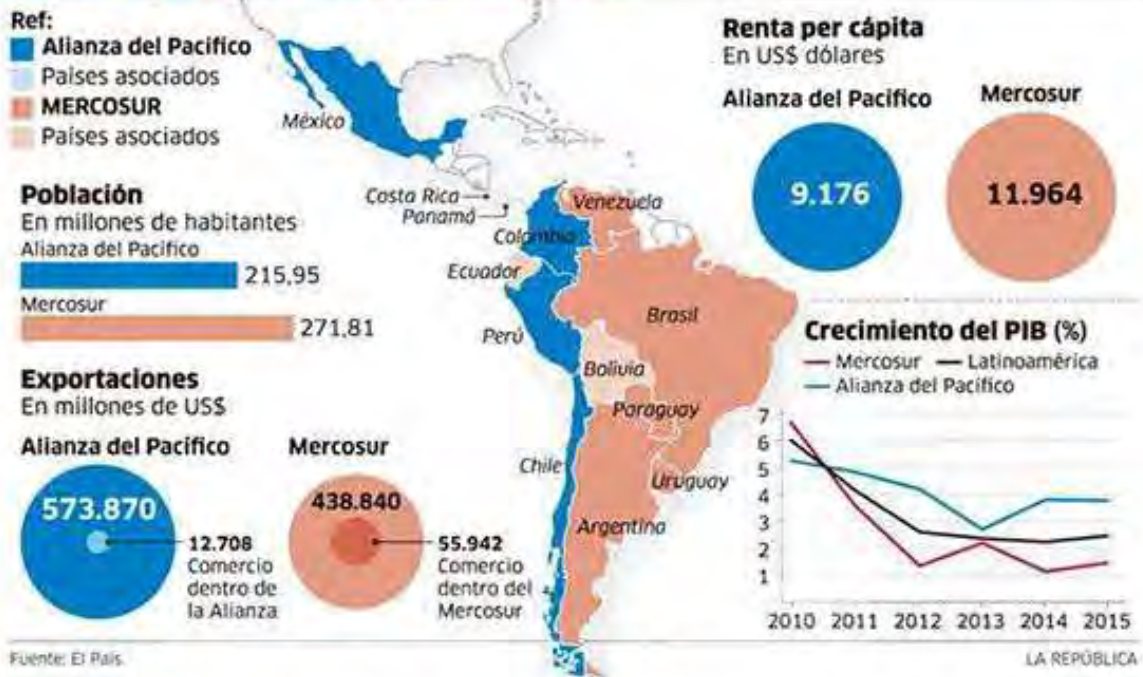 Ref:
Alianza del Pacifico
Países asociados
MERCOSUR
Países asociados
Población
En millones de habitantes
Alianza del Pacifico
215,95
Mercosur
271,81
Exportaciones
En millones de US$
Alianza del Pacifico
573.870
12.708
Comercio
dentro de
la Alianza
Mercosur
438.840
55.942
Comercio
dentro del
Mercosur
México
Costa Rica
Panamá
Venezuela
Colombia
Ecuador
Brasil
Perú
Bolivia
Paraguay
Chile
Uruguay
Argentina
Renta per cápita
En US$ dólares
Alianza del Pacifico
9.176
Mercosur
11.964
Crecimiento del PIB (%)
Mercosur
Latinoamérica
Alianza del Pacífico
7
6
5
4
3
2
1
2010 2011 2012 2013 2014 2015
Fuente: El País
LA REPÚBLICA